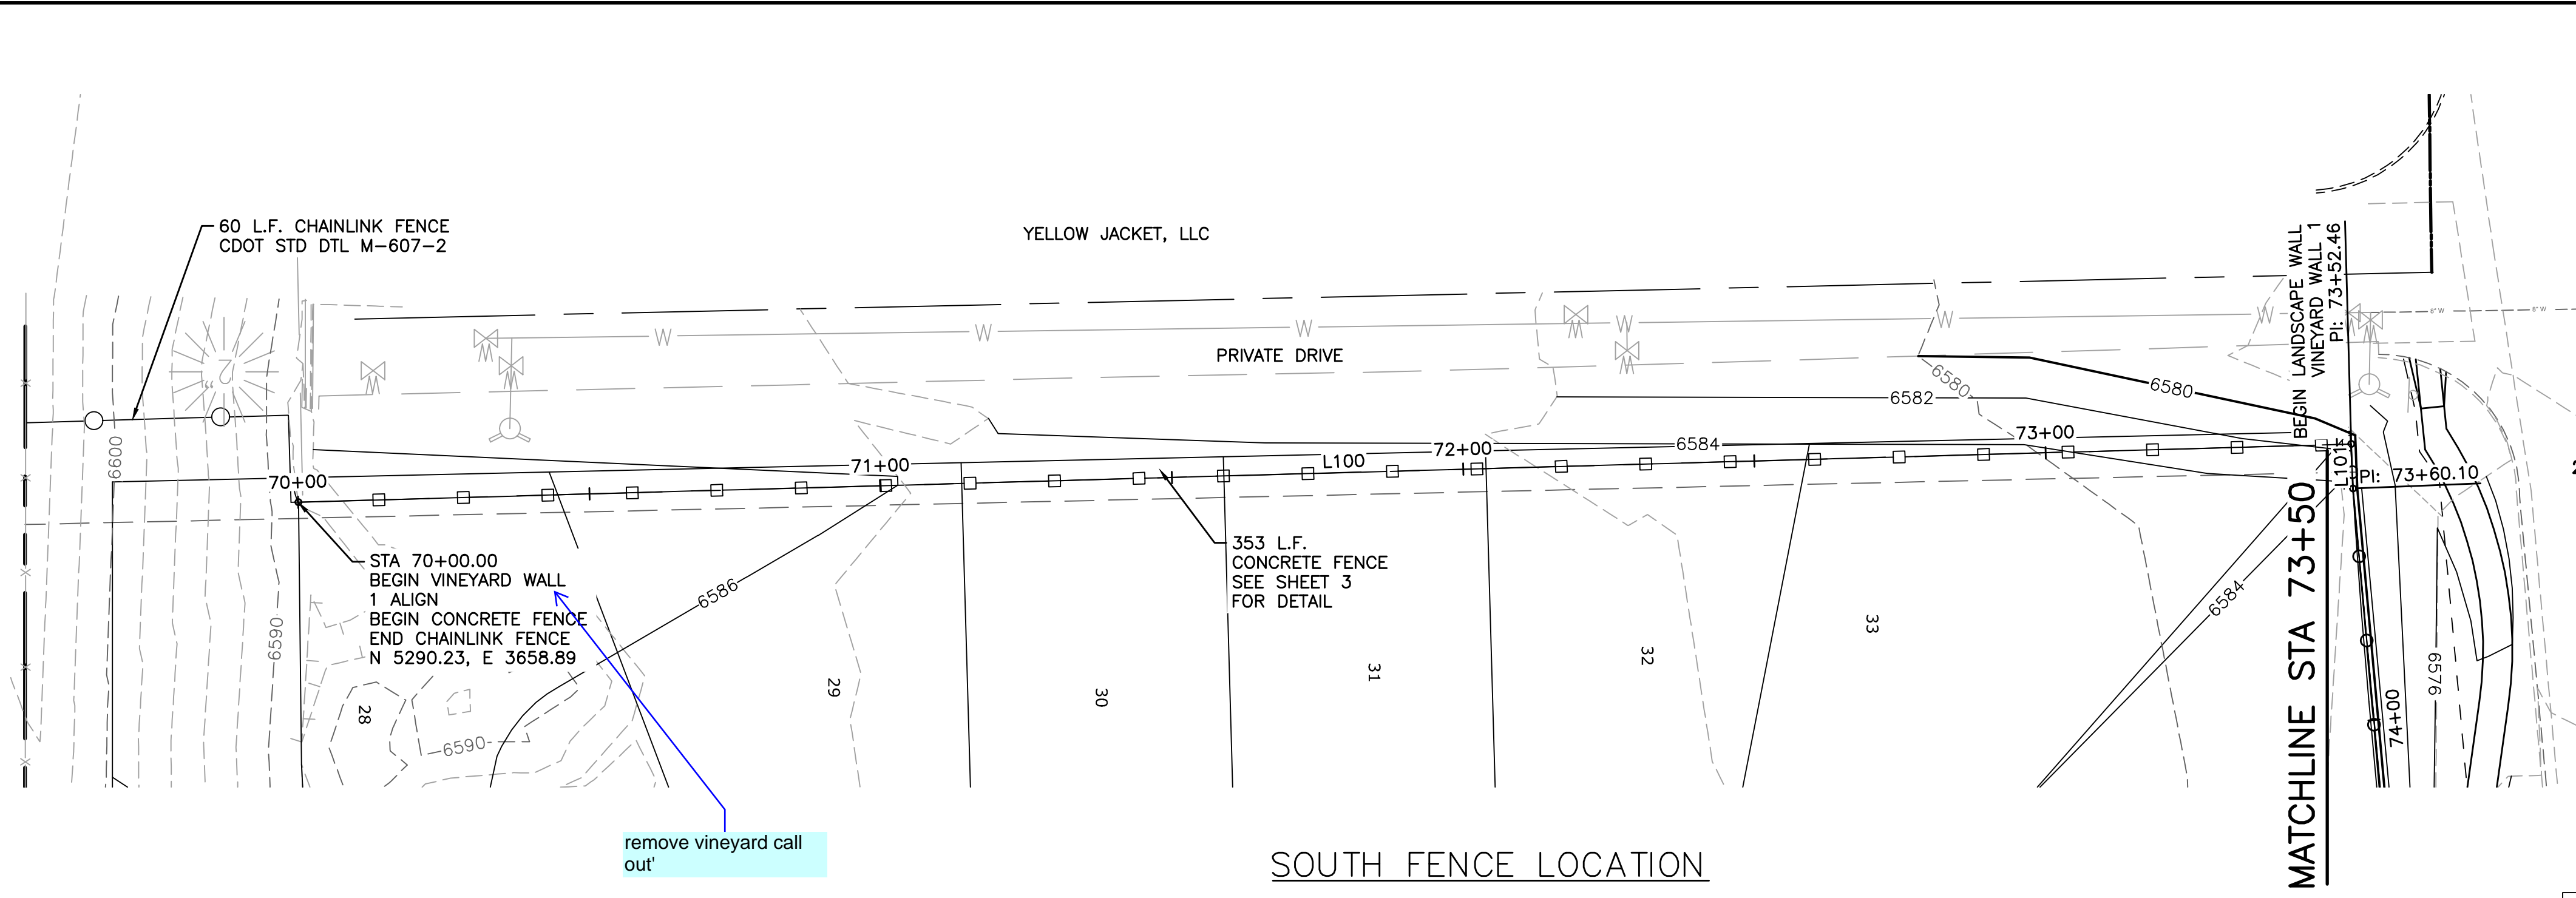 60 L.F. CHAINLINK FENCE
CDOT STD DTL M-607-2
YELLOW JACKET, LLC
BEGIN LANDSCAPE WALL
VINEYARD WALL 1
PI: 73+52.46
W
W
W
W
W
W
8" W
8" W
PRIVATE DRIVE
6580
6580
6582
6584
6600
70+00
71+00
L100
72+00
73+00
L101
PI: 73+60.10
STA 70+00.00
BEGIN VINEYARD WALL
1 ALIGN
BEGIN CONCRETE FENCE
END CHAINLINK FENCE
N 5290.23, E 3658.89
353 L.F.
CONCRETE FENCE
SEE SHEET 3
FOR DETAIL
6586
6584
6590
6590
28
29
30
31
32
33
6576
74+00
MATCHLINE STA 73+50
remove vineyard call
out'
SOUTH FENCE LOCATION